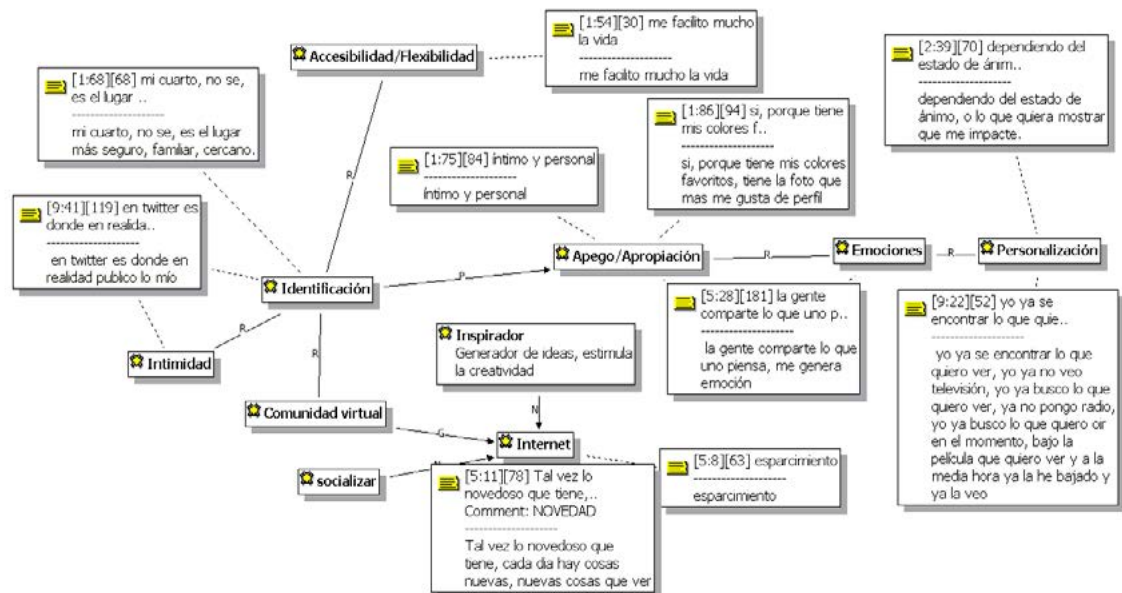 Accesibilidad/Flexibilidad
[1:54][30] me facilito mucho
la vida
--------------------
me facilito mucho la vida
[2:39][70] dependiendo del
estado de ánim..
--------------------
dependiendo del estado de
ánimo, o lo que quiera mostrar
que me impacte.
[1:68][68] mi cuarto, no se,
es el lugar ..
--------------------
mi cuarto, no se, es el lugar
más seguro, familiar, cercano.
[1:86][94] si, porque tiene
mis colores f..
--------------------
si, porque tiene mis colores
favoritos, tiene la foto que
mas me gusta de perfil
[1:75][84] íntimo y personal
--------------------
íntimo y personal
R
[9:41][119] en twitter es
donde en realida..
--------------------
en twitter es donde en
realidad publico lo mío
Apego/Apropiación
R
Emociones
R
Personalización
Identificación
P
[5:28][181] la gente
comparte lo que uno p..
--------------------
la gente comparte lo que
uno piensa, me genera
emoción
[9:22][52] yo ya se
encontrar lo que quie..
--------------------
yo ya se encontrar lo que
quiero ver, yo ya no veo
televisión, yo ya busco lo que
quiero ver, ya no pongo radio,
yo ya busco lo que quiero oir
en el momento, bajo la
película que quiero ver y a la
media hora ya la he bajado y
ya la veo
R
Intimidad
R
Inspirador
Generador de ideas, estimula
la creatividad
Comunidad virtual
G
N
Internet
socializar
[5:8][63] esparcimiento
--------------------
esparcimiento
[5:11][78] Tal vez lo
novedoso que tiene,..
Comment: NOVEDAD
--------------------
Tal vez lo novedoso que
tiene, cada dia hay cosas
nuevas, nuevas cosas que ver